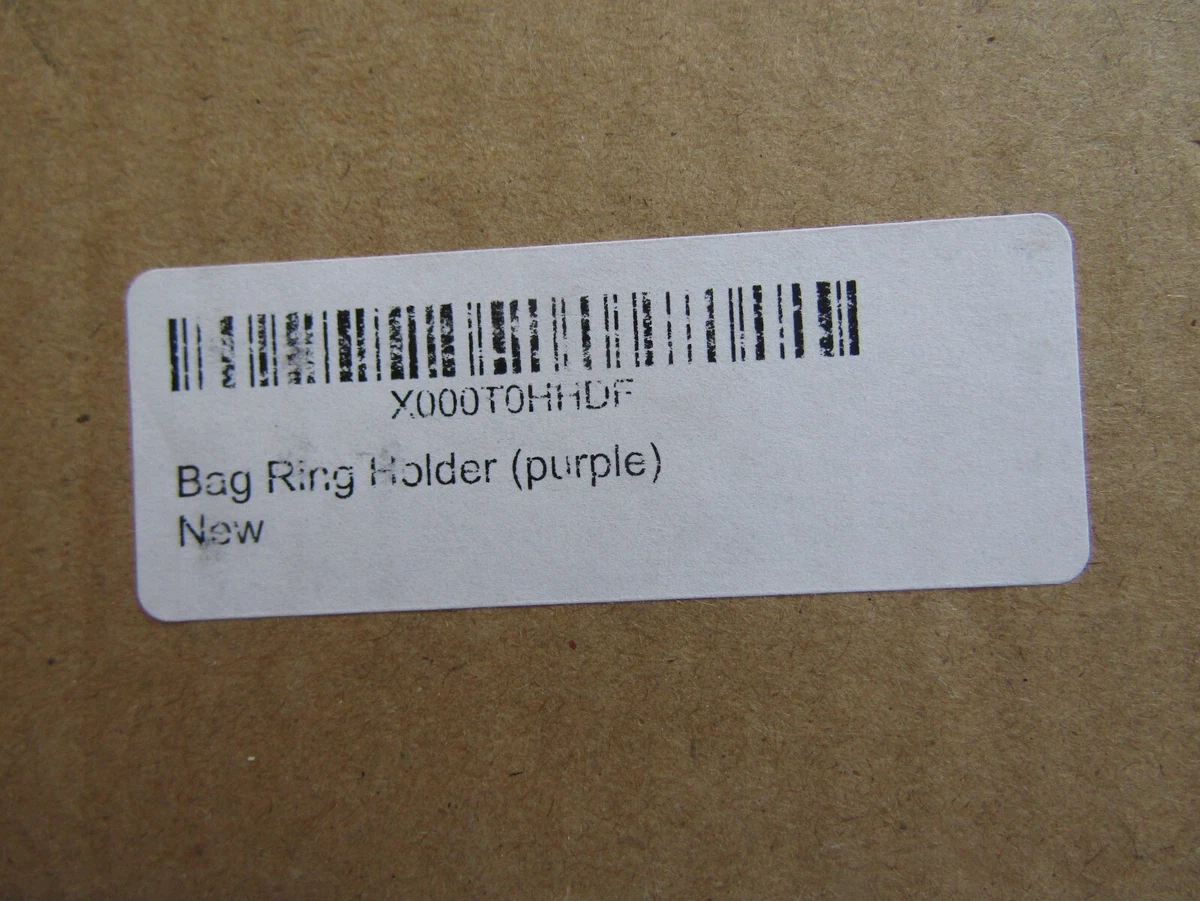 X000T0HHDF
Bag Ring Holder (purple)
New